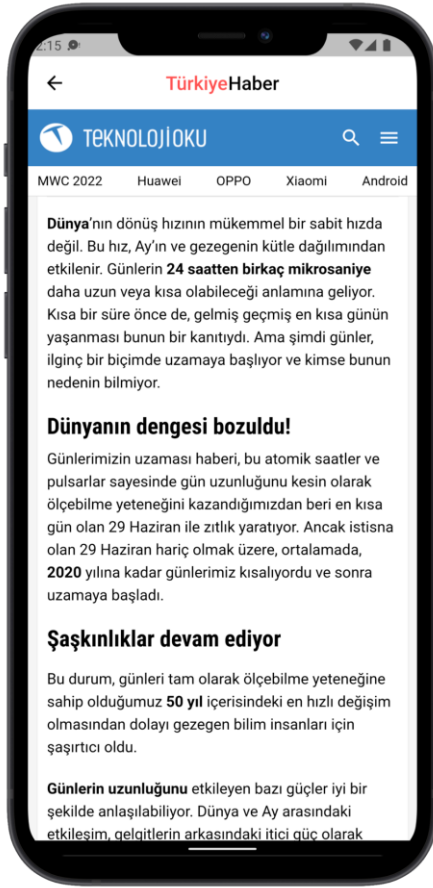 2:15
TürkiyeHaber
TEKNOLOJİOKU
MWC 2022 Huawei OPPO Xiaomi Android
Dünya’nın dönüş hızının mükemmel bir sabit hızda
değil. Bu hız, Ay’ın ve gezegenin kütle dağılımından
etkilenir. Günlerin 24 saatten birkaç mikrosaniye
daha uzun veya kısa olabileceği anlamına geliyor.
Kısa bir süre önce de, gelmiş geçmiş en kısa günün
yaşanması bunun bir kanıtıydı. Ama şimdi günler,
ilginç bir biçimde uzamaya başlıyor ve kimse bunun
nedenin bilmiyor.
Dünyanın dengesi bozuldu!
Günlerimizin uzaması haberi, bu atomik saatler ve
pulsarlar sayesinde gün uzunluğunu kesin olarak
ölçebilme yeteneğini kazandığımızdan beri en kısa
gün olan 29 Haziran ile zıtlık yaratıyor. Ancak istisna
olan 29 Haziran hariç olmak üzere, ortalamada,
2020 yılına kadar günlerimiz kısalıyordu ve sonra
uzamaya başladı.
Şaşkınlıklar devam ediyor
Bu durum, günleri tam olarak ölçebilme yeteneğine
sahip olduğumuz 50 yıl içerisindeki en hızlı değişim
olmasından dolayı gezegen bilim insanları için
şaşırtıcı oldu.
Günlerin uzunluğunu etkileyen bazı güçler iyi bir
şekilde anlaşılabiliyor. Dünya ve Ay arasındaki
etkileşim, gelgitlerin arkasındaki itici güç olarak